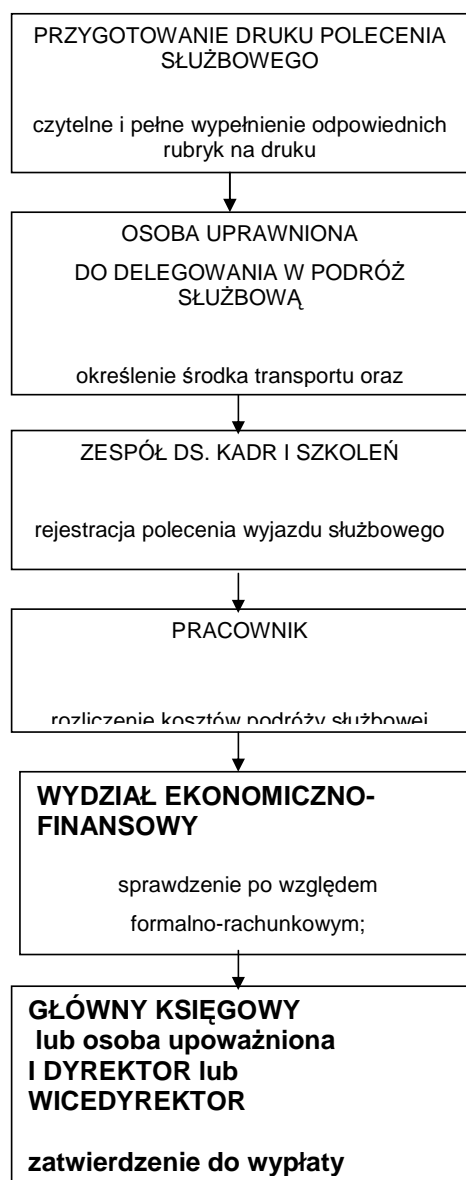 PRZYGOTOWANIE DRUKU POLECENIA
SŁUŻBOWEGO
czytelne i pełne wypełnienie odpowiednich
rubryk na druku
OSOBA UPRAWNIONA
DO DELEGOWANIA W PODRÓŻ
SŁUŻBOWĄ
określenie środka transportu oraz
ZESPÓŁ DS. KADR I SZKOLEŃ
rejestracja polecenia wyjazdu służbowego
PRACOWNIK
rozliczenie kosztów podróży służbowej
WYDZIAŁ EKONOMICZNO-
FINANSOWY
sprawdzenie po względem
formalno-rachunkowym;
GŁÓWNY KSIĘGOWY
lub osoba upoważniona
I DYREKTOR lub
WICEDYREKTOR
zatwierdzenie do wypłaty